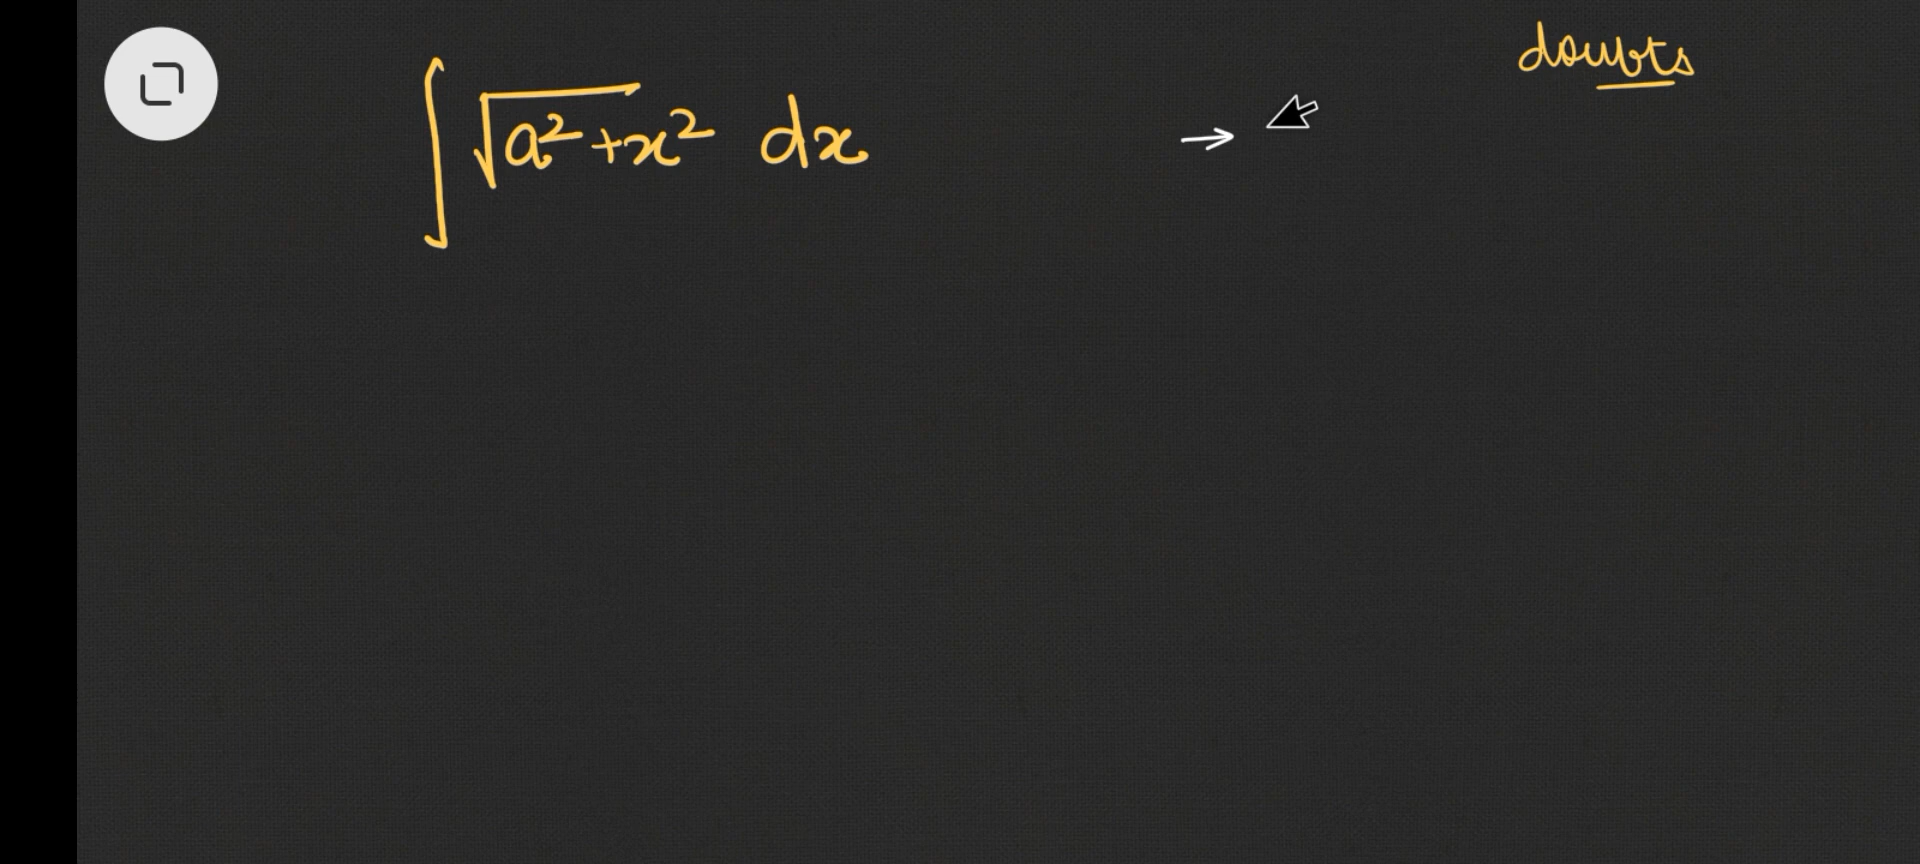 ∫ √a²+x² dx → doubts